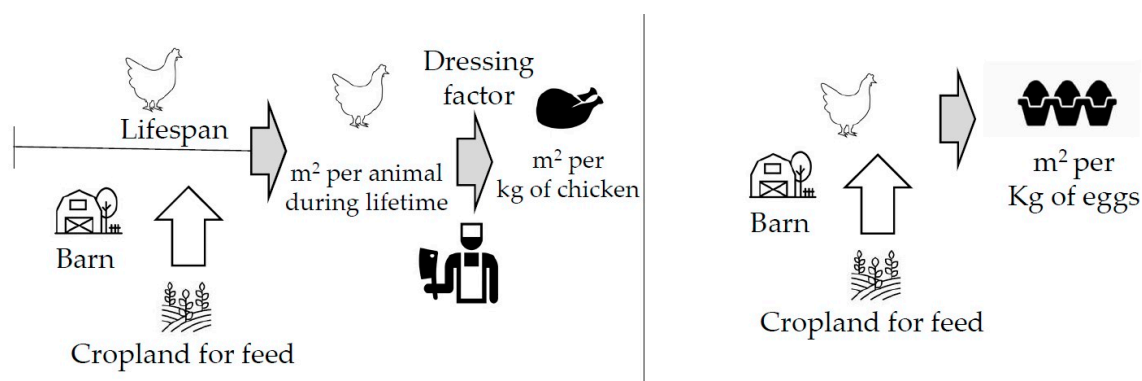 Lifespan
Barn
Cropland for feed
m² per animal
during lifetime
Dressing
factor
m² per
kg of chicken
Barn
Cropland for feed
m² per
Kg of eggs